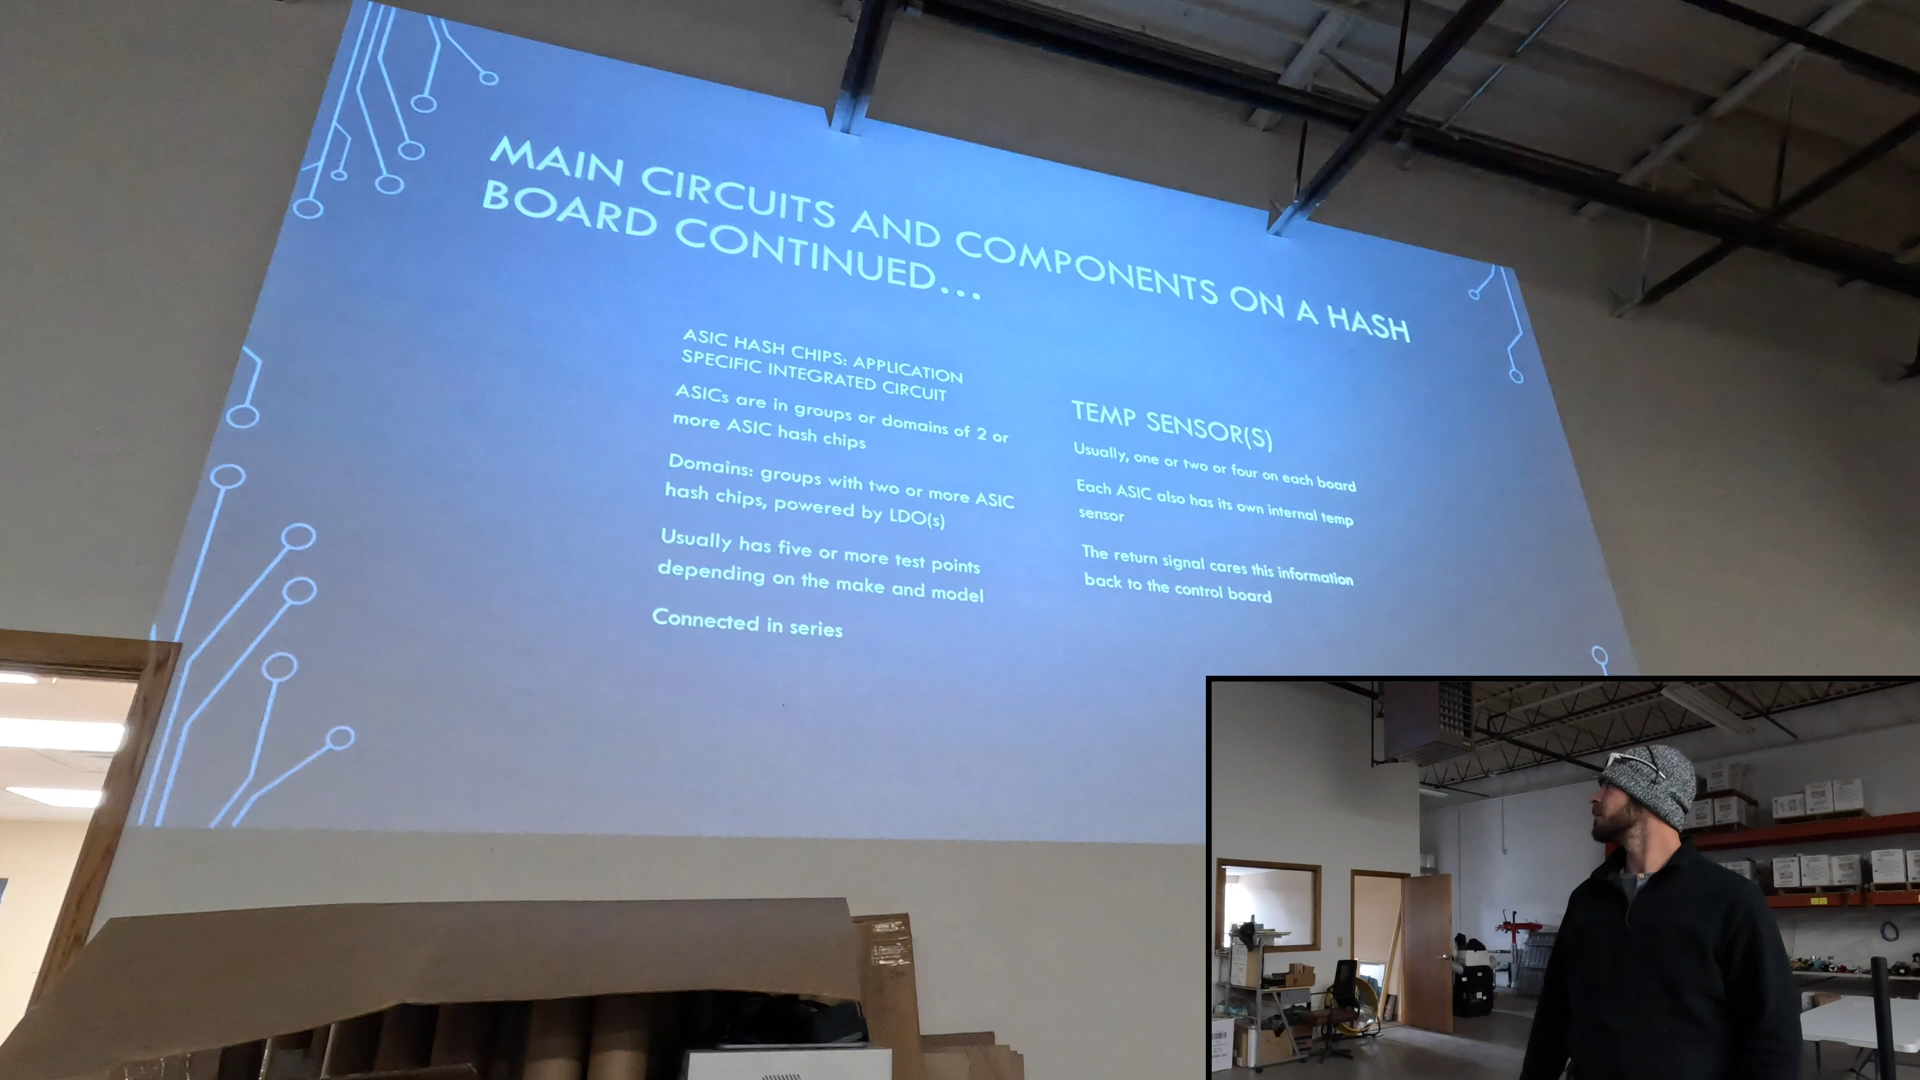 MAIN CIRCUITS AND COMPONENTS ON A HASH
BOARD CONTINUED...
ASIC HASH CHIPS: APPLICATION
SPECIFIC INTEGRATED CIRCUIT
ASICs are in groups or domains of 2 or
more ASIC hash chips
Domains: groups with two or more ASIC
hash chips, powered by LDO(s)
Usually has five or more test points
depending on the make and model
Connected in series
TEMP SENSOR(S)
Usually, one or two or four on each board
Each ASIC also has its own internal temp
sensor
The return signal cares this information
back to the control board